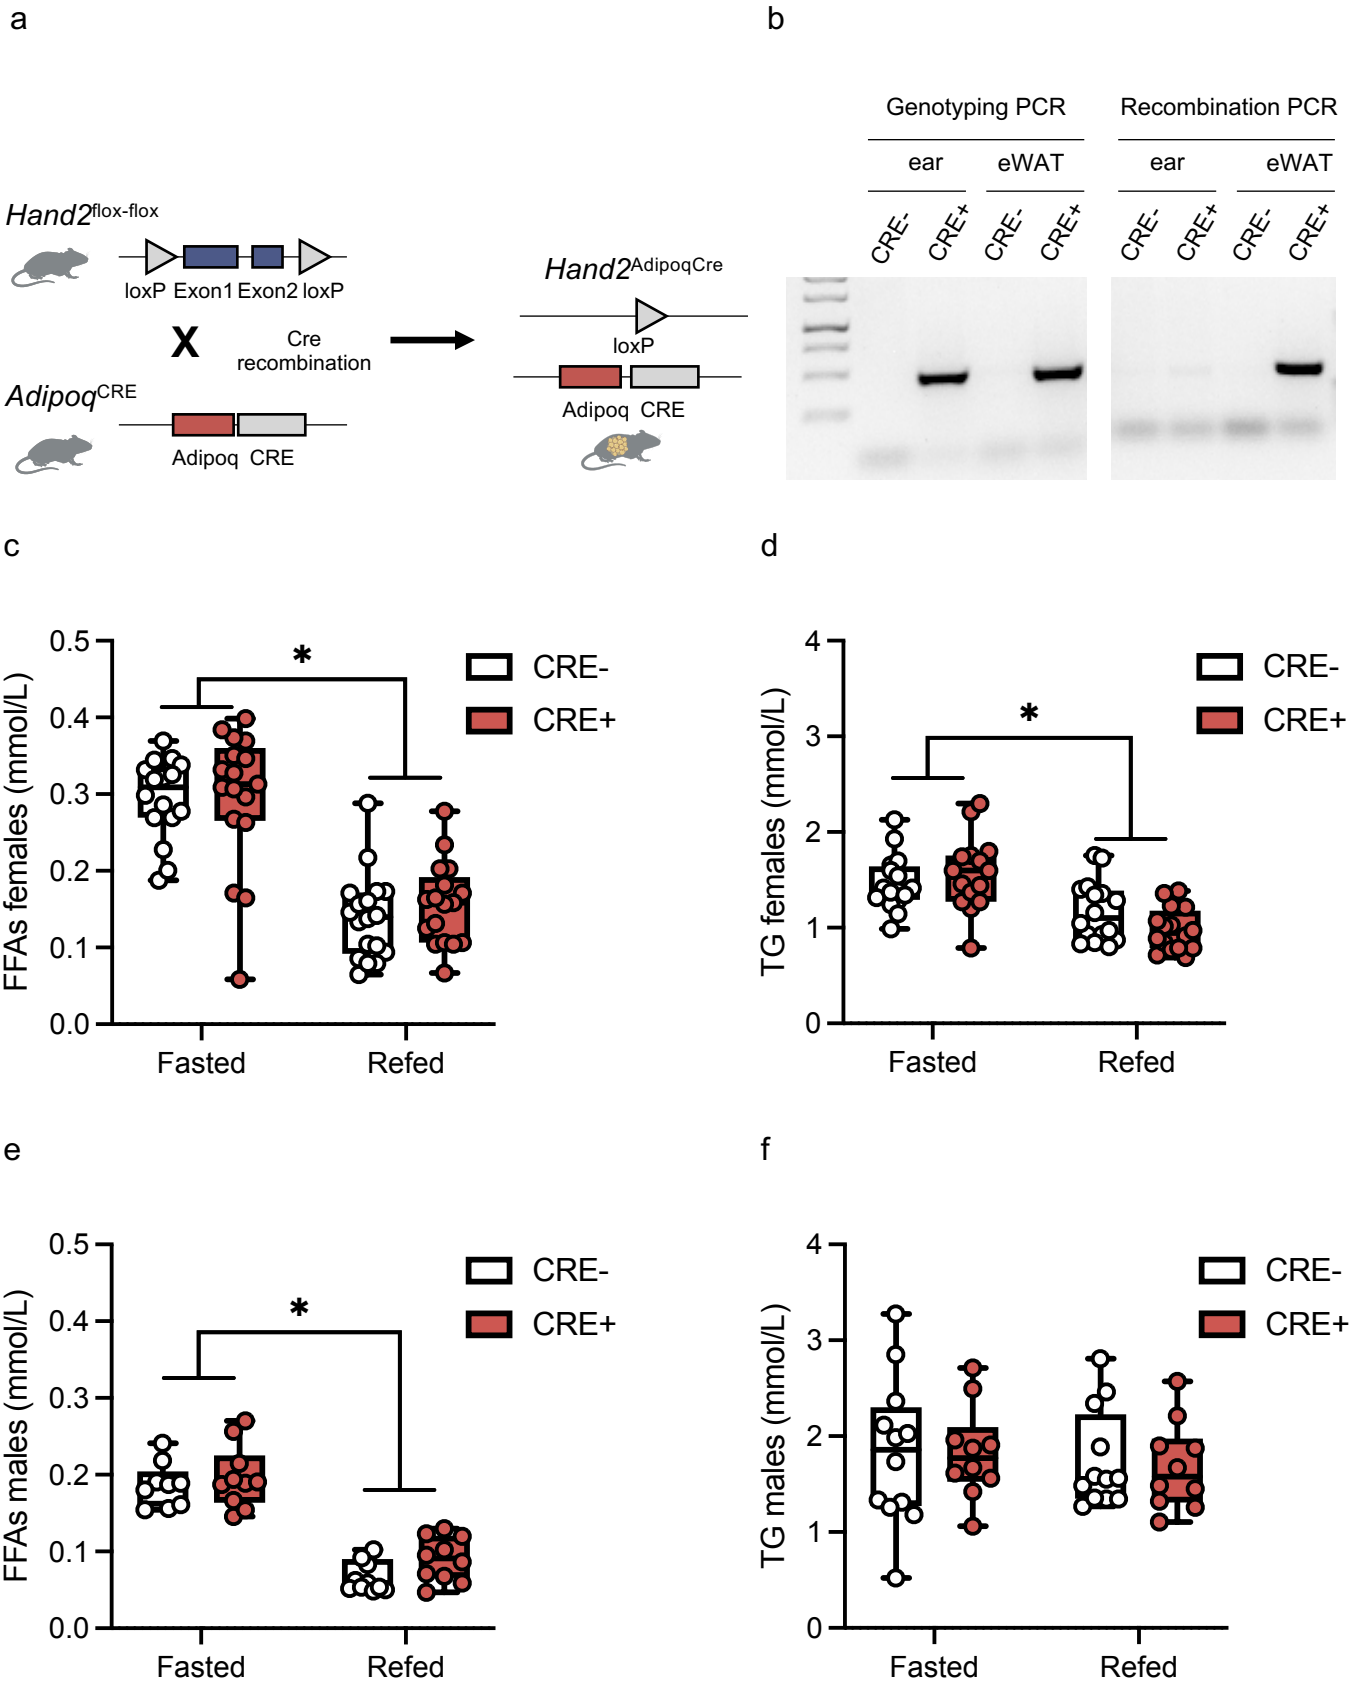 a
b
Genotyping PCR
Recombination PCR
ear
eWAT
ear
eWAT
CRE-
CRE+
CRE-
CRE+
CRE-
CRE+
CRE-
CRE+
Hand2flox-flox
loxP Exon1 Exon2 loxP
X
Cre
recombination
AdipoqCRE
Adipoq CRE
Hand2AdipoqCre
loxP
Adipoq CRE
c
FFAs females (mmol/L)
0.5
0.4
0.3
0.2
0.1
0.0
*
CRE-
CRE+
Fasted
Refed
d
TG females (mmol/L)
4
3
2
1
0
*
CRE-
CRE+
Fasted
Refed
e
FFAs males (mmol/L)
0.5
0.4
0.3
0.2
0.1
0.0
*
CRE-
CRE+
Fasted
Refed
f
TG males (mmol/L)
4
3
2
1
0
CRE-
CRE+
Fasted
Refed